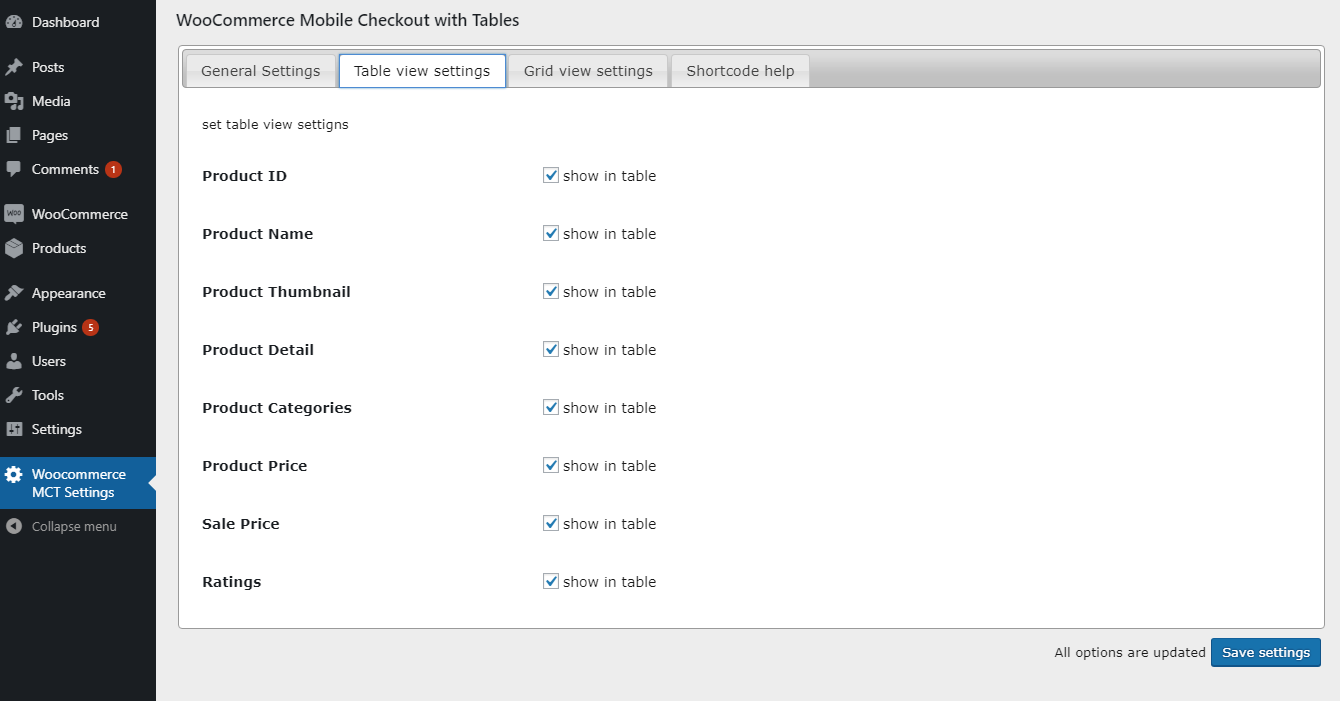 Dashboard
Posts
Media
Pages
Comments 1
WOO WooCommerce
Products
Appearance
Plugins 5
Users
Tools
Settings
Woocommerce
MCT Settings
Collapse menu
WooCommerce Mobile Checkout with Tables
General Settings Table view settings Grid view settings Shortcode help
set table view settigns
Product ID show in table
Product Name show in table
Product Thumbnail show in table
Product Detail show in table
Product Categories show in table
Product Price show in table
Sale Price show in table
Ratings show in table
All options are updated Save settings